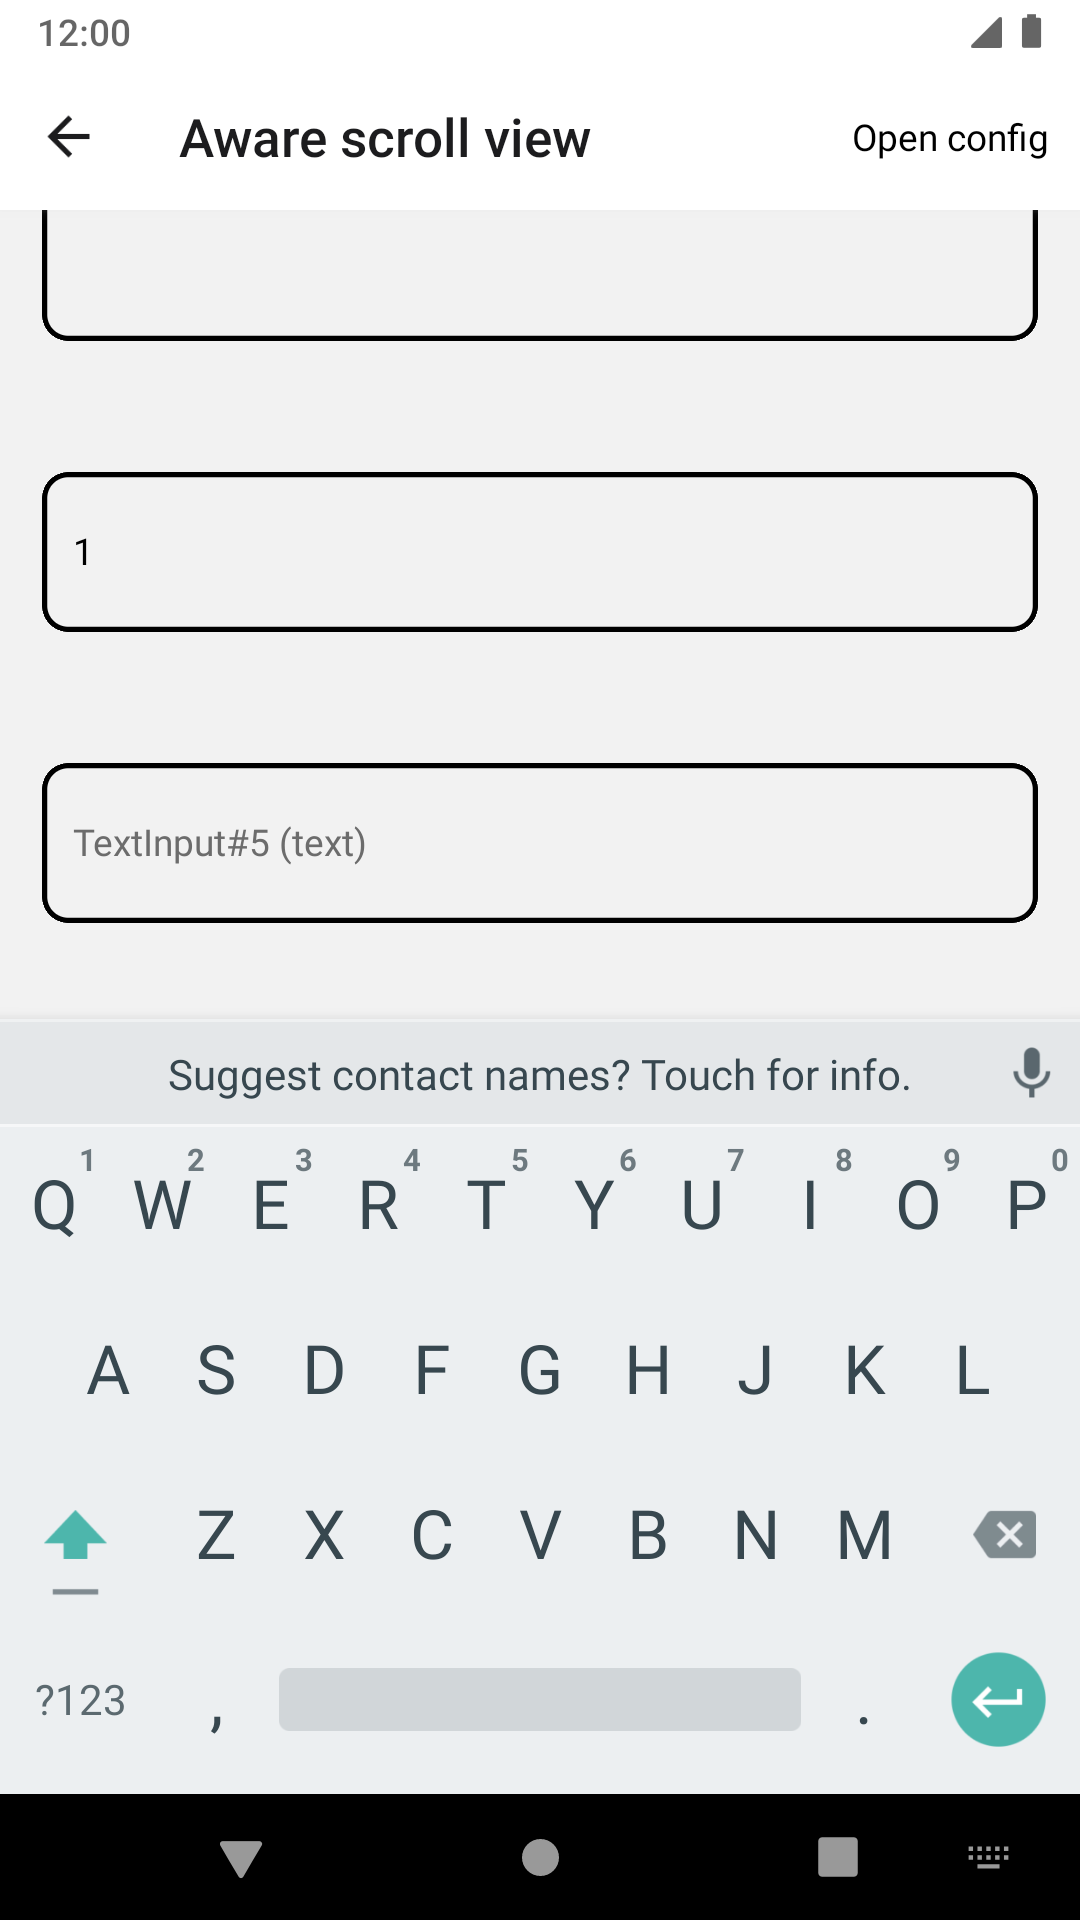 12:00
Aware scroll view
Open config
1
TextInput#5 (text)
Suggest contact names? Touch for info.
1 2 3 4 5 6 7 8 9 0
Q W E R T Y U I O P
A S D F G H J K L
Z X C V B N M
?123 , .